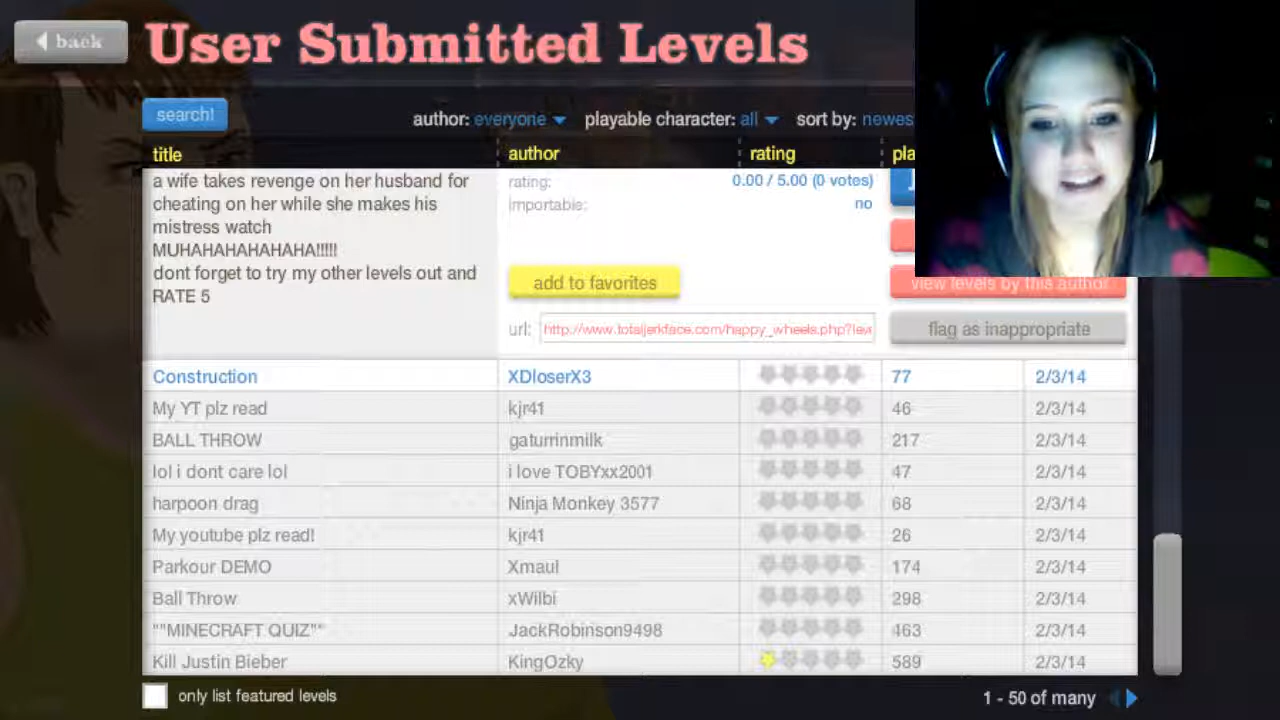 back
User Submitted Levels
search!
author: everyone playable character: all sort by: newes
title author rating pla
a wife takes revenge on her husband for
cheating on her while she makes his
mistress watch
MUHAHAHAHAHA!!!!!
dont forget to try my other levels out and
RATE 5
rating: 0.00 / 5.00 (0 votes)
importable: no
add to favorites
view levels by this author
url: http://www.totaljerkface.com/happy_wheels.php?leve
flag as inappropriate
Construction XDloserX3 77 2/3/14
My YT plz read kjr41 46 2/3/14
BALL THROW gaturrinmilk 217 2/3/14
lol i dont care lol i love TOBYxx2001 47 2/3/14
harpoon drag Ninja Monkey 3577 68 2/3/14
My youtube plz read! kjr41 26 2/3/14
Parkour DEMO Xmaul 174 2/3/14
Ball Throw xWilbi 298 2/3/14
""MINECRAFT QUIZ"" JackRobinson9498 463 2/3/14
Kill Justin Bieber KingOzky 589 2/3/14
only list featured levels
1 - 50 of many